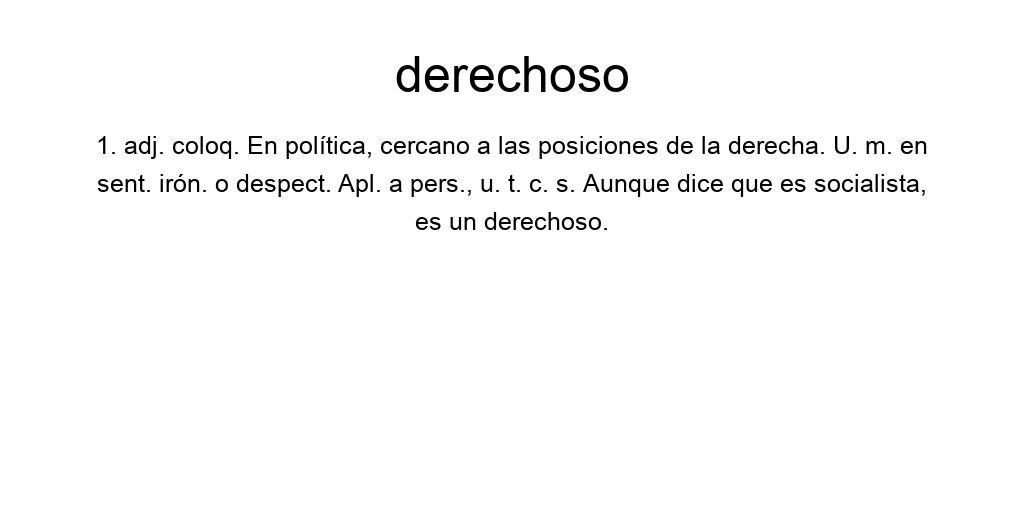 derechoso
1. adj. coloq. En política, cercano a las posiciones de la derecha. U. m. en
sent. irón. o despect. Apl. a pers., u. t. c. s. Aunque dice que es socialista,
es un derechoso.